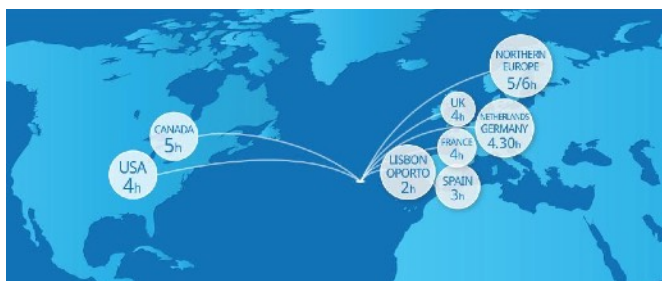 NORTHERN
EUROPE
5/6h
UK
4h
NETHERLANDS
GERMANY
4.30h
CANADA
5h
FRANCE
4h
USA
4h
LISBON
OPORTO
2h
SPAIN
3h